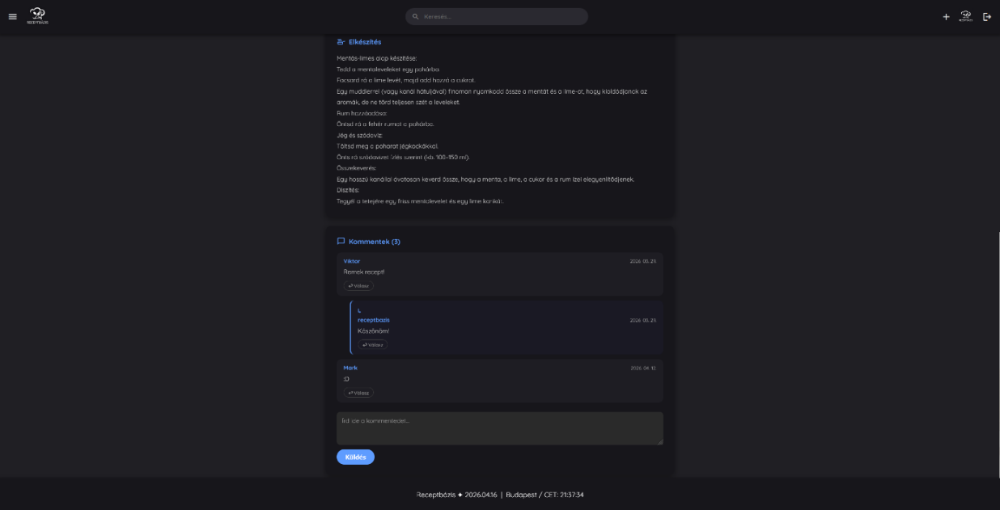 RECEPTBÁZIS
Keresés...
Elkészítés
Mentás-limes alap készítése:
Tedd a mentaleveleket egy pohárba.
Facsard rá a lime levét, majd add hozzá a cukrot.
Egy muddlerrel (vagy kanál hátuljával) finoman nyomkodd össze a mentát és a lime-ot, hogy kioldódjanak az
aromák, de ne törd teljesen szét a leveleket.
Rum hozzáadása:
Öntsd rá a fehér rumot a pohárba.
Jég és szódavíz:
Töltsd meg a poharat jégkockákkal.
Önts rá szódavizet ízlés szerint (kb. 100-150 ml).
Összekeverés:
Egy hosszú kanállal óvatosan keverd össze, hogy a menta, a lime, a cukor és a rum ízei elegyenlítődjenek.
Díszítés:
Tegyél a tetejére egy friss mentalevelet és egy lime karikát.
Kommentek (3)
Viktor 2026. 03. 23.
Remek recept!
↵ Válasz
receptbazis 2026. 03. 23.
Köszönöm!
↵ Válasz
Mark 2026. 04. 12.
:D
↵ Válasz
Írd ide a kommentedet...
Küldés
Receptbázis ✦ 2026.04.16 | Budapest / CET: 21:37:34